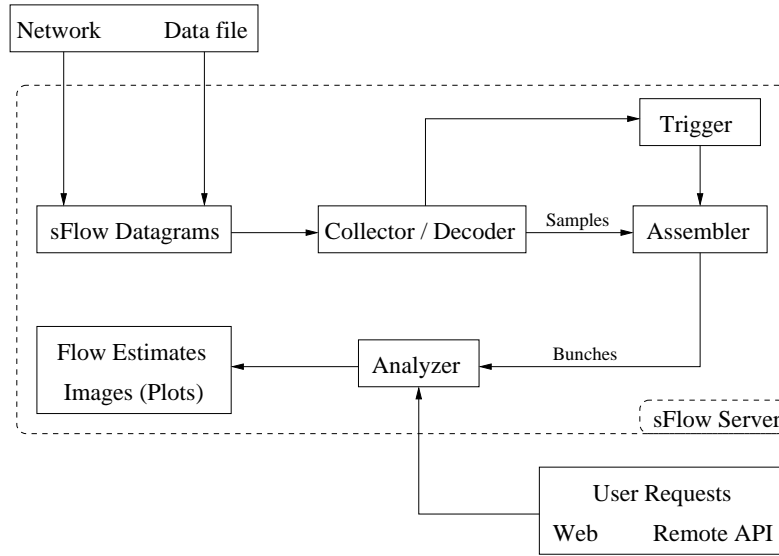 Network Data file
Trigger
sFlow Datagrams
Collector / Decoder
Samples
Assembler
Flow Estimates
Images (Plots)
Analyzer
Bunches
sFlow Server
User Requests
Web Remote API